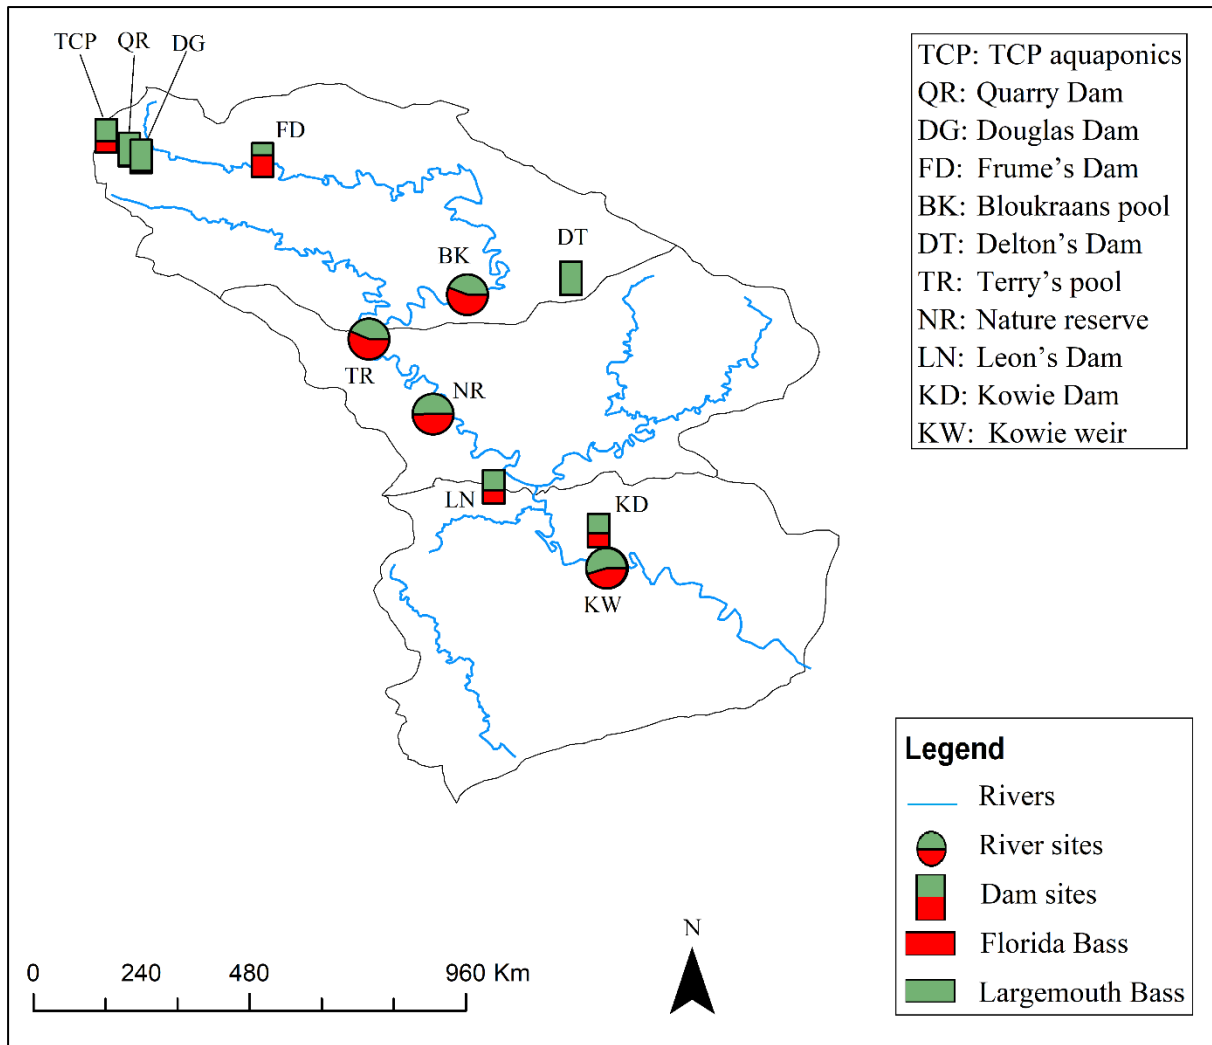 TCP QR DG
FD
BK
DT
TR
NR
LN
KD
KW
TCP: TCP aquaponics
QR: Quarry Dam
DG: Douglas Dam
FD: Frume’s Dam
BK: Bloukraans pool
DT: Delton’s Dam
TR: Terry’s pool
NR: Nature reserve
LN: Leon’s Dam
KD: Kowie Dam
KW: Kowie weir
Legend
Rivers
River sites
Dam sites
Florida Bass
Largemouth Bass
N
0 240 480 960 Km